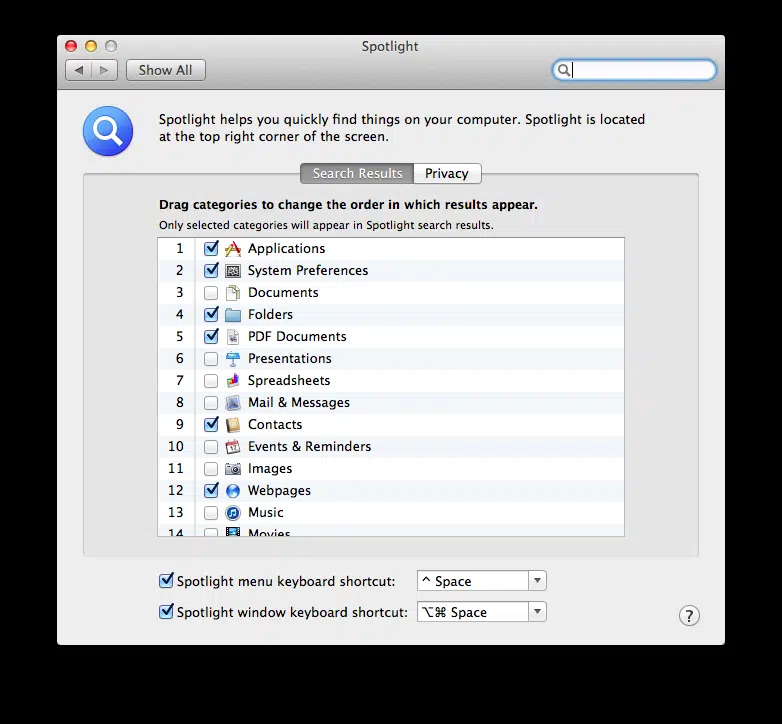 Spotlight
Show All
Spotlight helps you quickly find things on your computer. Spotlight is located
at the top right corner of the screen.
Search Results Privacy
Drag categories to change the order in which results appear.
Only selected categories will appear in Spotlight search results.
1 Applications
2 System Preferences
3 Documents
4 Folders
5 PDF Documents
6 Presentations
7 Spreadsheets
8 Mail & Messages
9 Contacts
10 Events & Reminders
11 Images
12 Webpages
13 Music
14 Movies
Spotlight menu keyboard shortcut: ^ Space
Spotlight window keyboard shortcut: ⌥⌘ Space
?